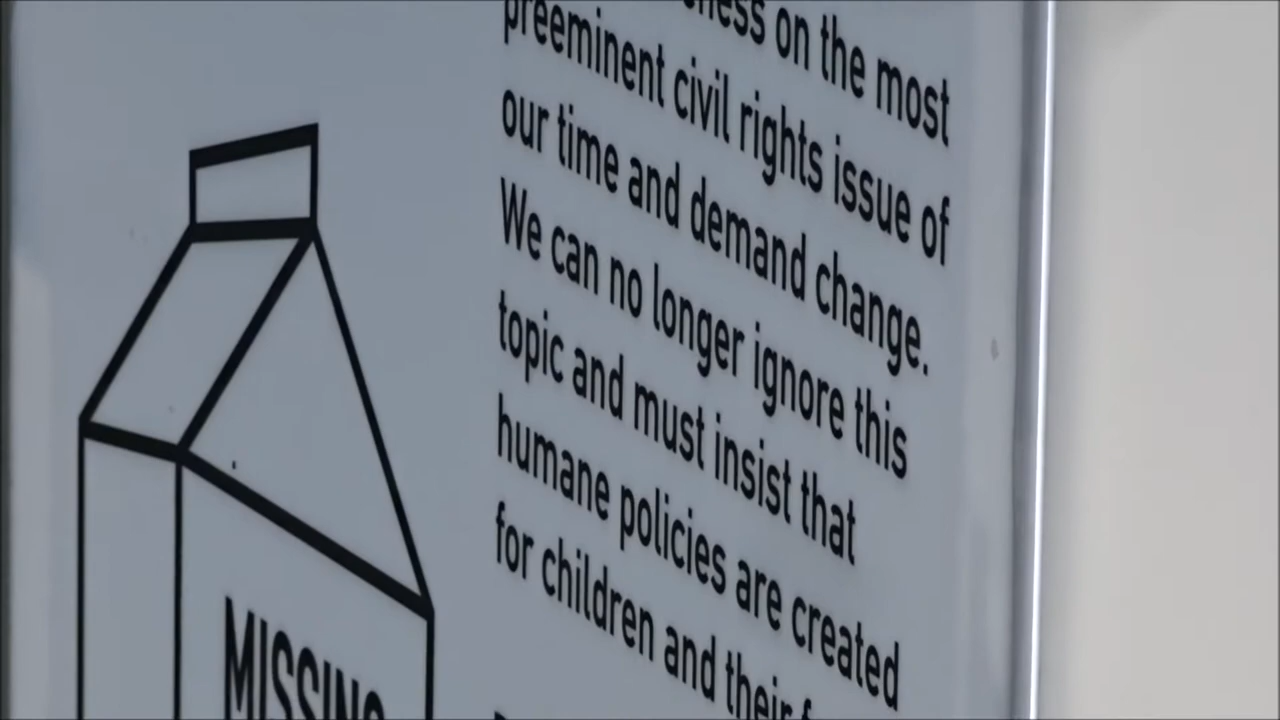 on the most
preeminent civil rights issue of
our time and demand change.
We can no longer ignore this
topic and must insist that
humane policies are created
for children and their
MISSING